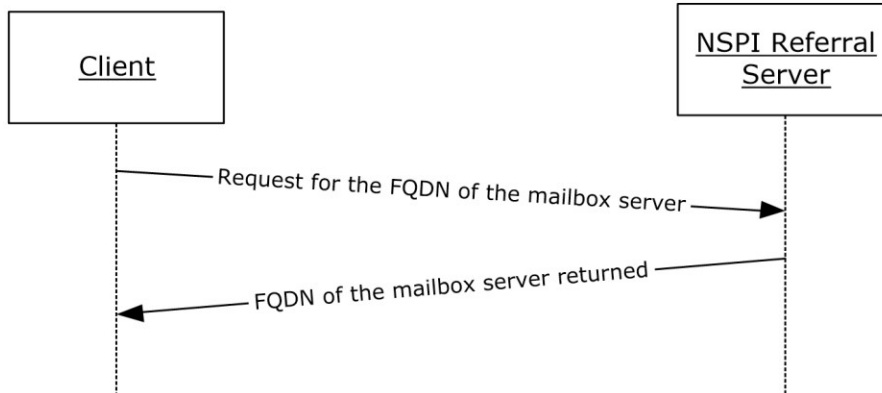 Client
NSPI Referral
Server
Request for the FQDN of the mailbox server
FQDN of the mailbox server returned